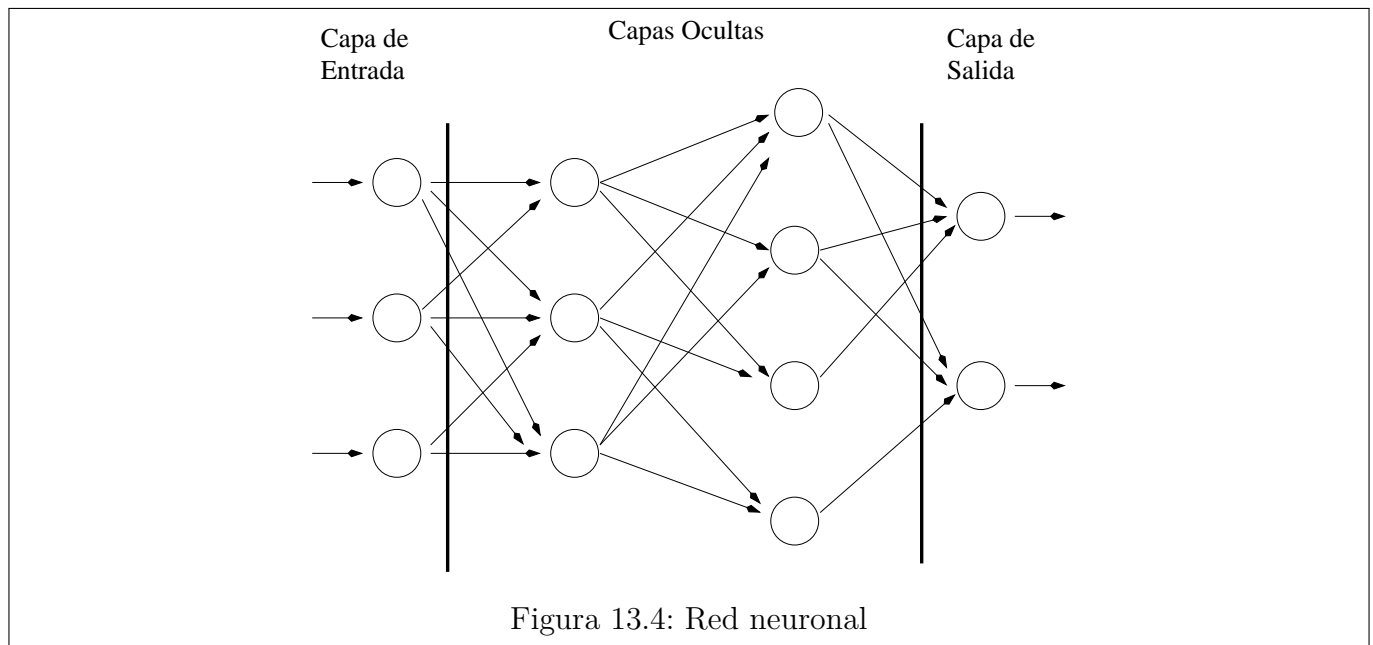 Capa de
Entrada
Capas Ocultas
Capa de
Salida
Figura 13.4: Red neuronal